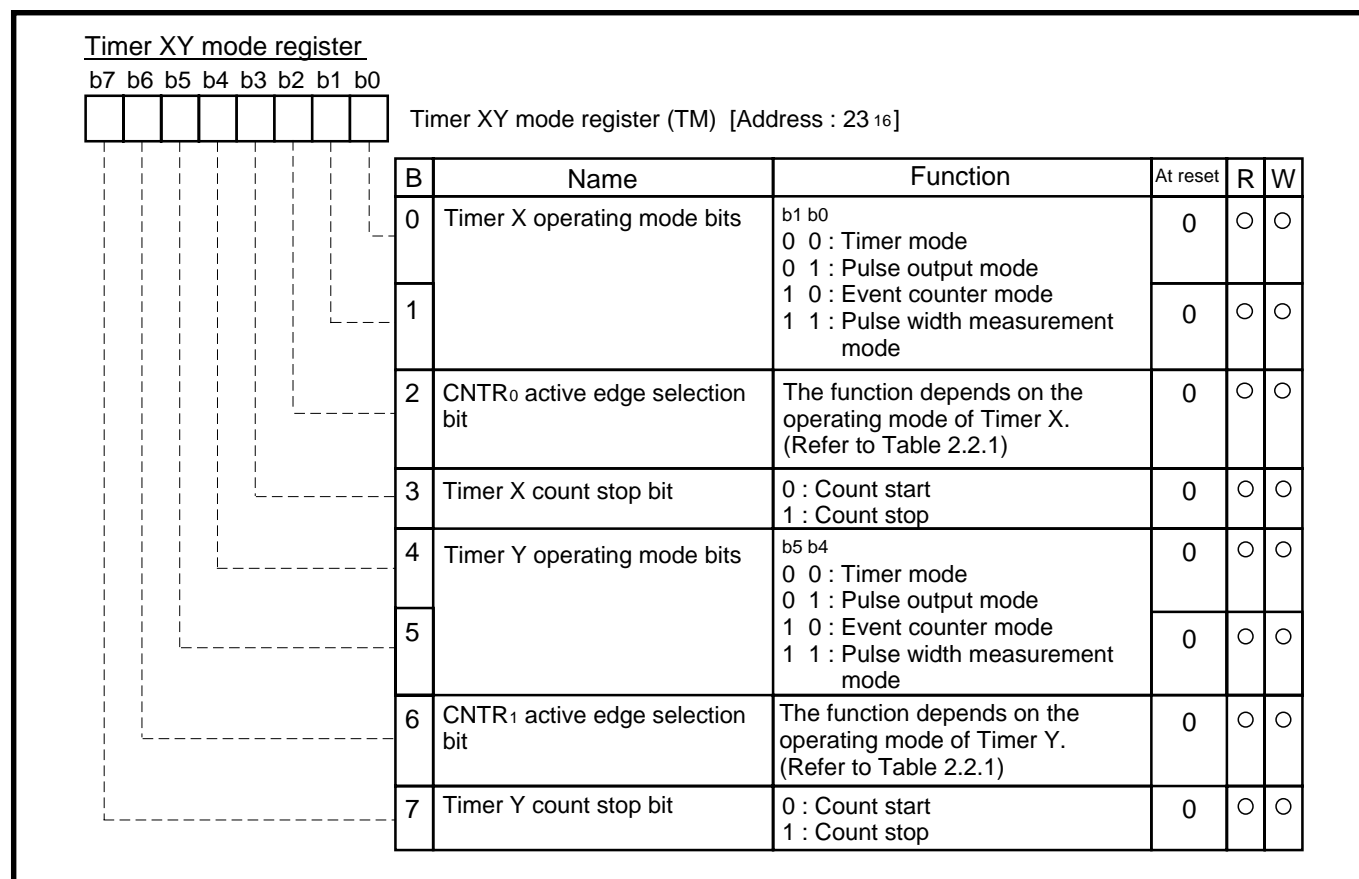 Timer XY mode register
b7 b6 b5 b4 b3 b2 b1 b0
Timer XY mode register (TM) [Address : 23 16]
B Name Function At reset R W
0 Timer X operating mode bits b1 b0 0 ○ ○
0 0 : Timer mode
0 1 : Pulse output mode
1 1 0 : Event counter mode 0 ○ ○
1 1 : Pulse width measurement
mode
2 CNTR0 active edge selection The function depends on the 0 ○ ○
bit operating mode of Timer X.
(Refer to Table 2.2.1)
3 Timer X count stop bit 0 : Count start 0 ○ ○
1 : Count stop
4 Timer Y operating mode bits b5 b4 0 ○ ○
0 0 : Timer mode
0 1 : Pulse output mode
5 1 0 : Event counter mode 0 ○ ○
1 1 : Pulse width measurement
mode
6 CNTR1 active edge selection The function depends on the 0 ○ ○
bit operating mode of Timer Y.
(Refer to Table 2.2.1)
7 Timer Y count stop bit 0 : Count start 0 ○ ○
1 : Count stop